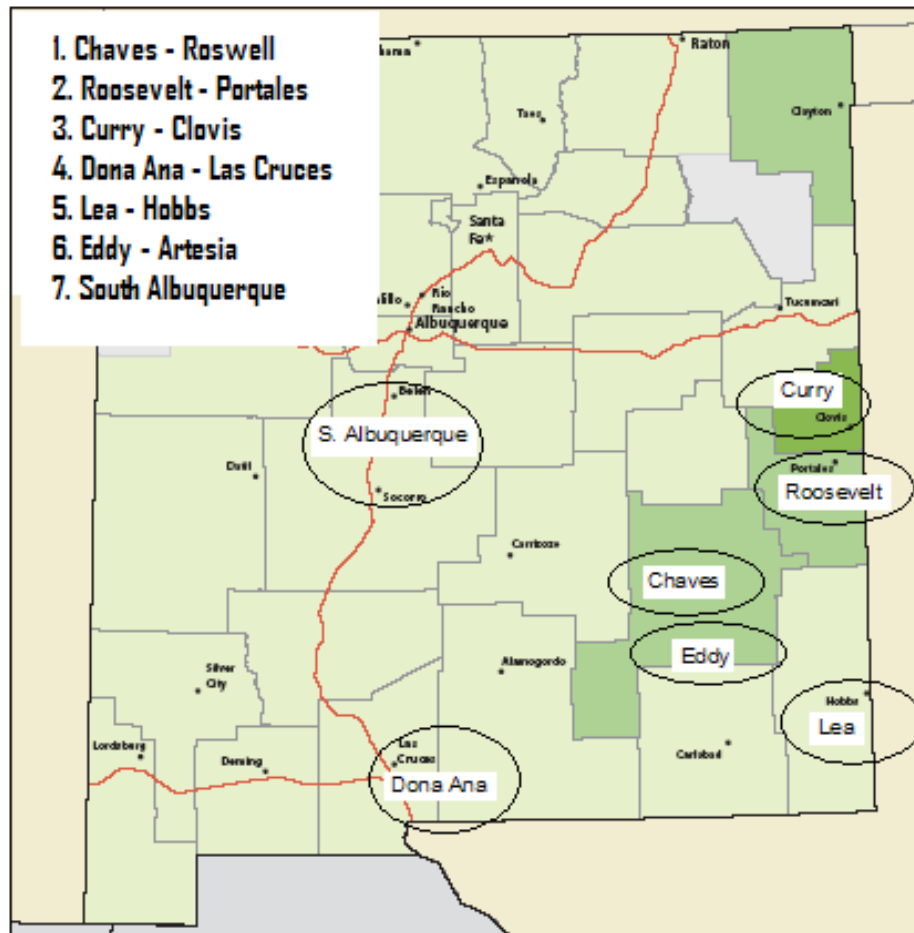 1. Chaves - Roswell
2. Roosevelt - Portales
3. Curry - Clovis
4. Dona Ana - Las Cruces
5. Lea - Hobbs
6. Eddy - Artesia
7. South Albuquerque
Raton
Clayton
Taos
Espanola
Santa
Fe*
Rio
Rancho
Tucumcari
Albuquerque
Curry
Belen
Clovis
S. Albuquerque
Portales
Datil
Roosevelt
Socorro
Carrizozo
Chaves
Eddy
Alamogordo
Silver
City
Hobbs
Lea
Lordsburg
Las
Cruces
Carlsbad
Deming
Dona Ana